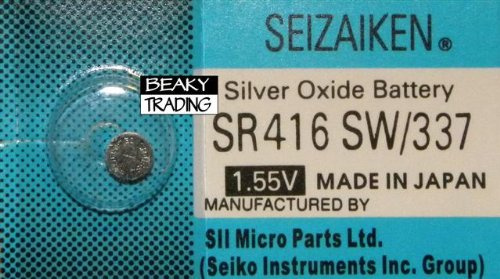 SEIZAIKEN®
BEAKY
TRADING
Silver Oxide Battery
SR416 SW/337
1.55V MADE IN JAPAN
MANUFACTURED BY
SII Micro Parts Ltd.
(Seiko Instruments Inc. Group)